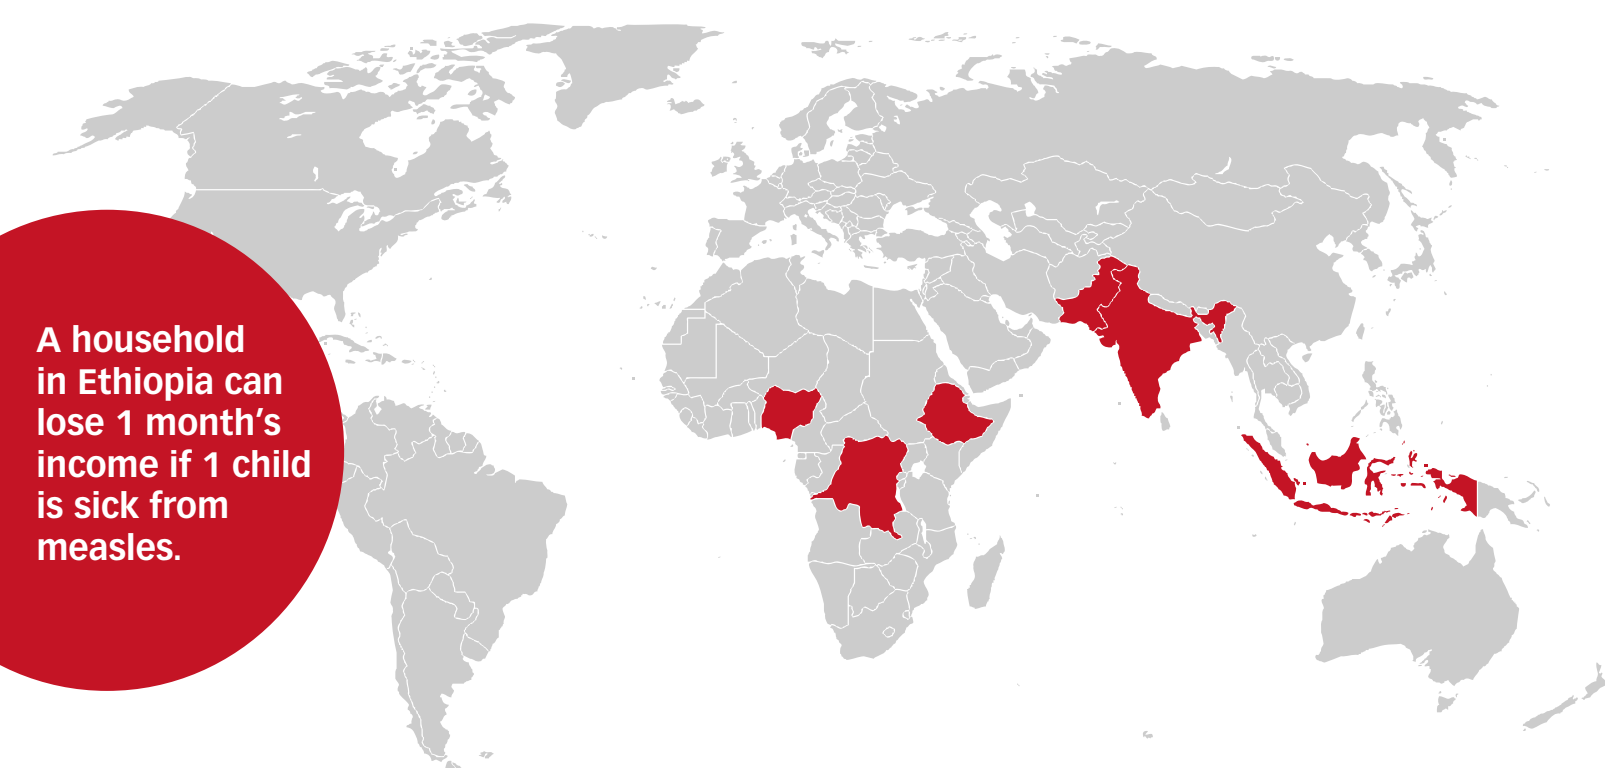 A household
in Ethiopia can
lose 1 month’s
income if 1 child
is sick from
measles.